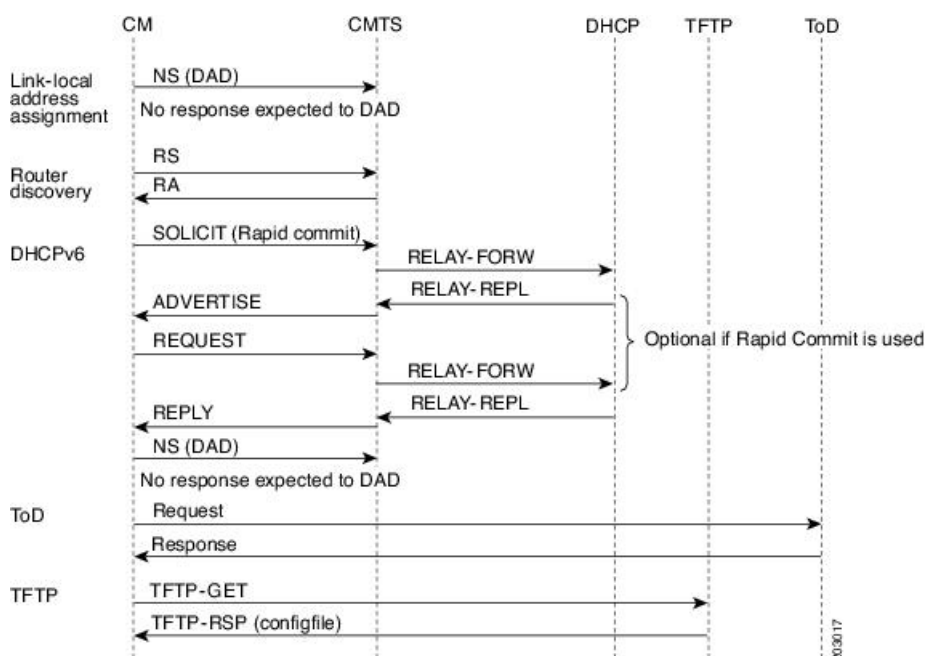 CM CMTS DHCP TFTP ToD
Link-local
address
assignment
NS (DAD)
No response expected to DAD
Router
discovery
RS
RA
DHCPv6
SOLICIT (Rapid commit)
RELAY-FORW
RELAY-REPL
ADVERTISE
Optional if Rapid Commit is used
REQUEST
RELAY-FORW
RELAY-REPL
REPLY
NS (DAD)
No response expected to DAD
ToD
Request
Response
TFTP
TFTP-GET
TFTP-RSP (configfile)